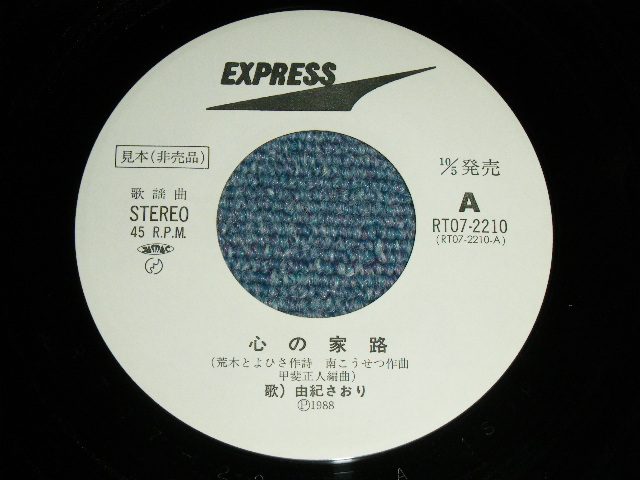 EXPRESS
見本(非売品)
10/5 発売
歌謡曲
STEREO
45 R.P.M.
A
RT07-2210
(RT07-2210-A)
心の家路
(荒木とよひさ作詩 南こうせつ作曲
甲斐正人編曲)
歌) 由紀さおり
Ⓟ1988